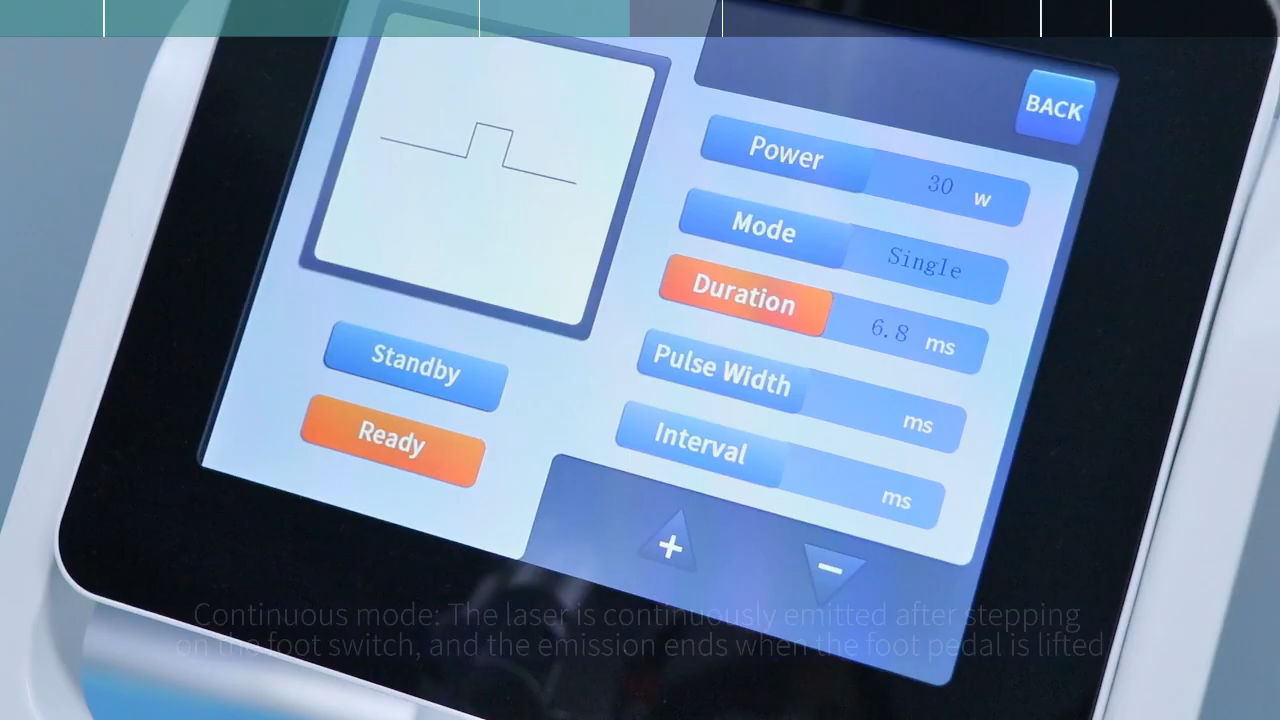 BACK
Power 30 w
Mode Single
Duration 6.8 ms
Pulse Width ms
Interval ms
Standby
Ready
+ −
Continuous mode: The laser is continuously emitted after stepping
on the foot switch, and the emission ends when the foot pedal is lifted